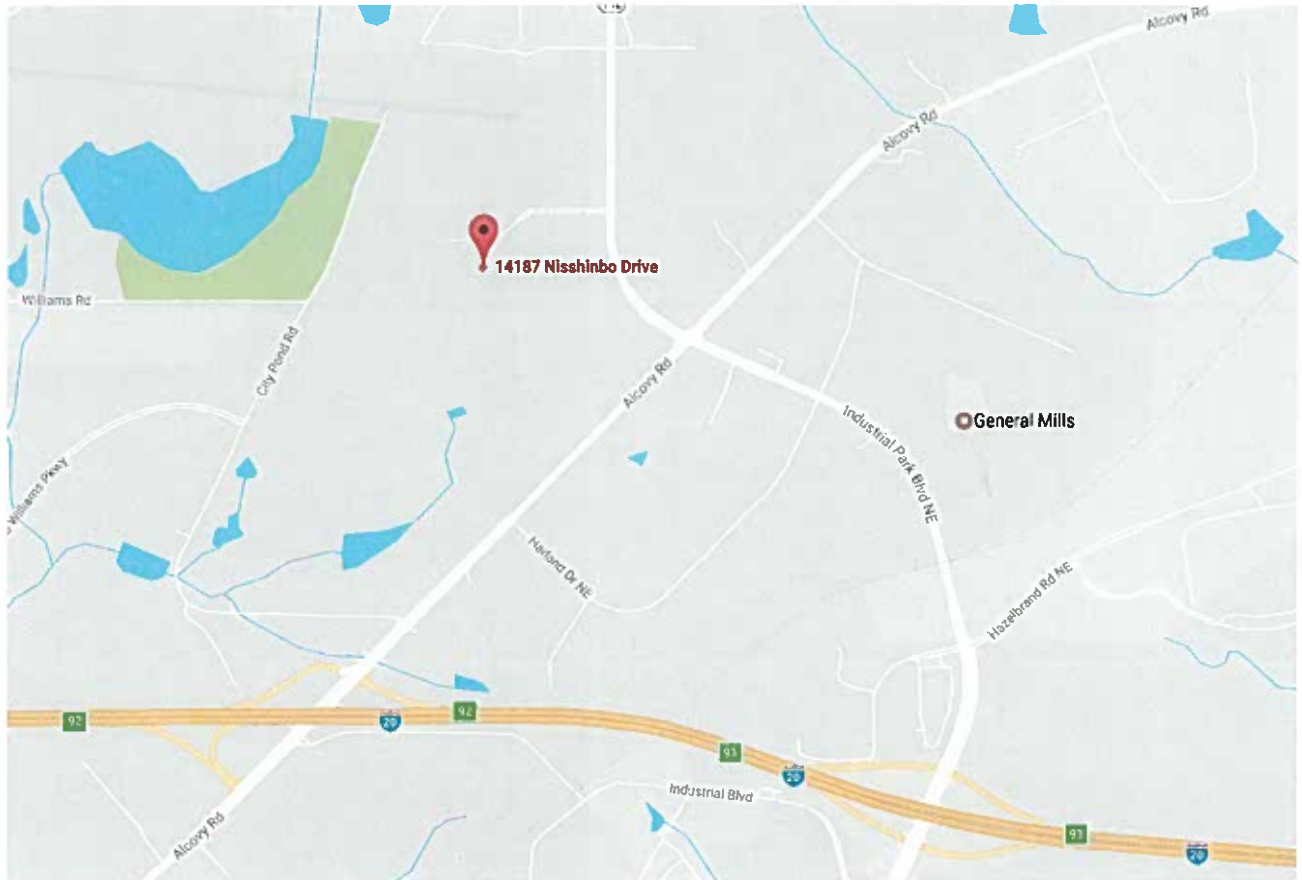 Alcovy Rd
Alcovy Rd
14187 Nisshinbo Drive
Williams Rd
City Pond Rd
Alcovy Rd
Industrial Park Blvd NE
General Mills
Williams Pkwy
Harland Dr NE
Hazelbrand Rd NE
92
20
92
93
20
Industrial Blvd
Alcovy Rd
93
20